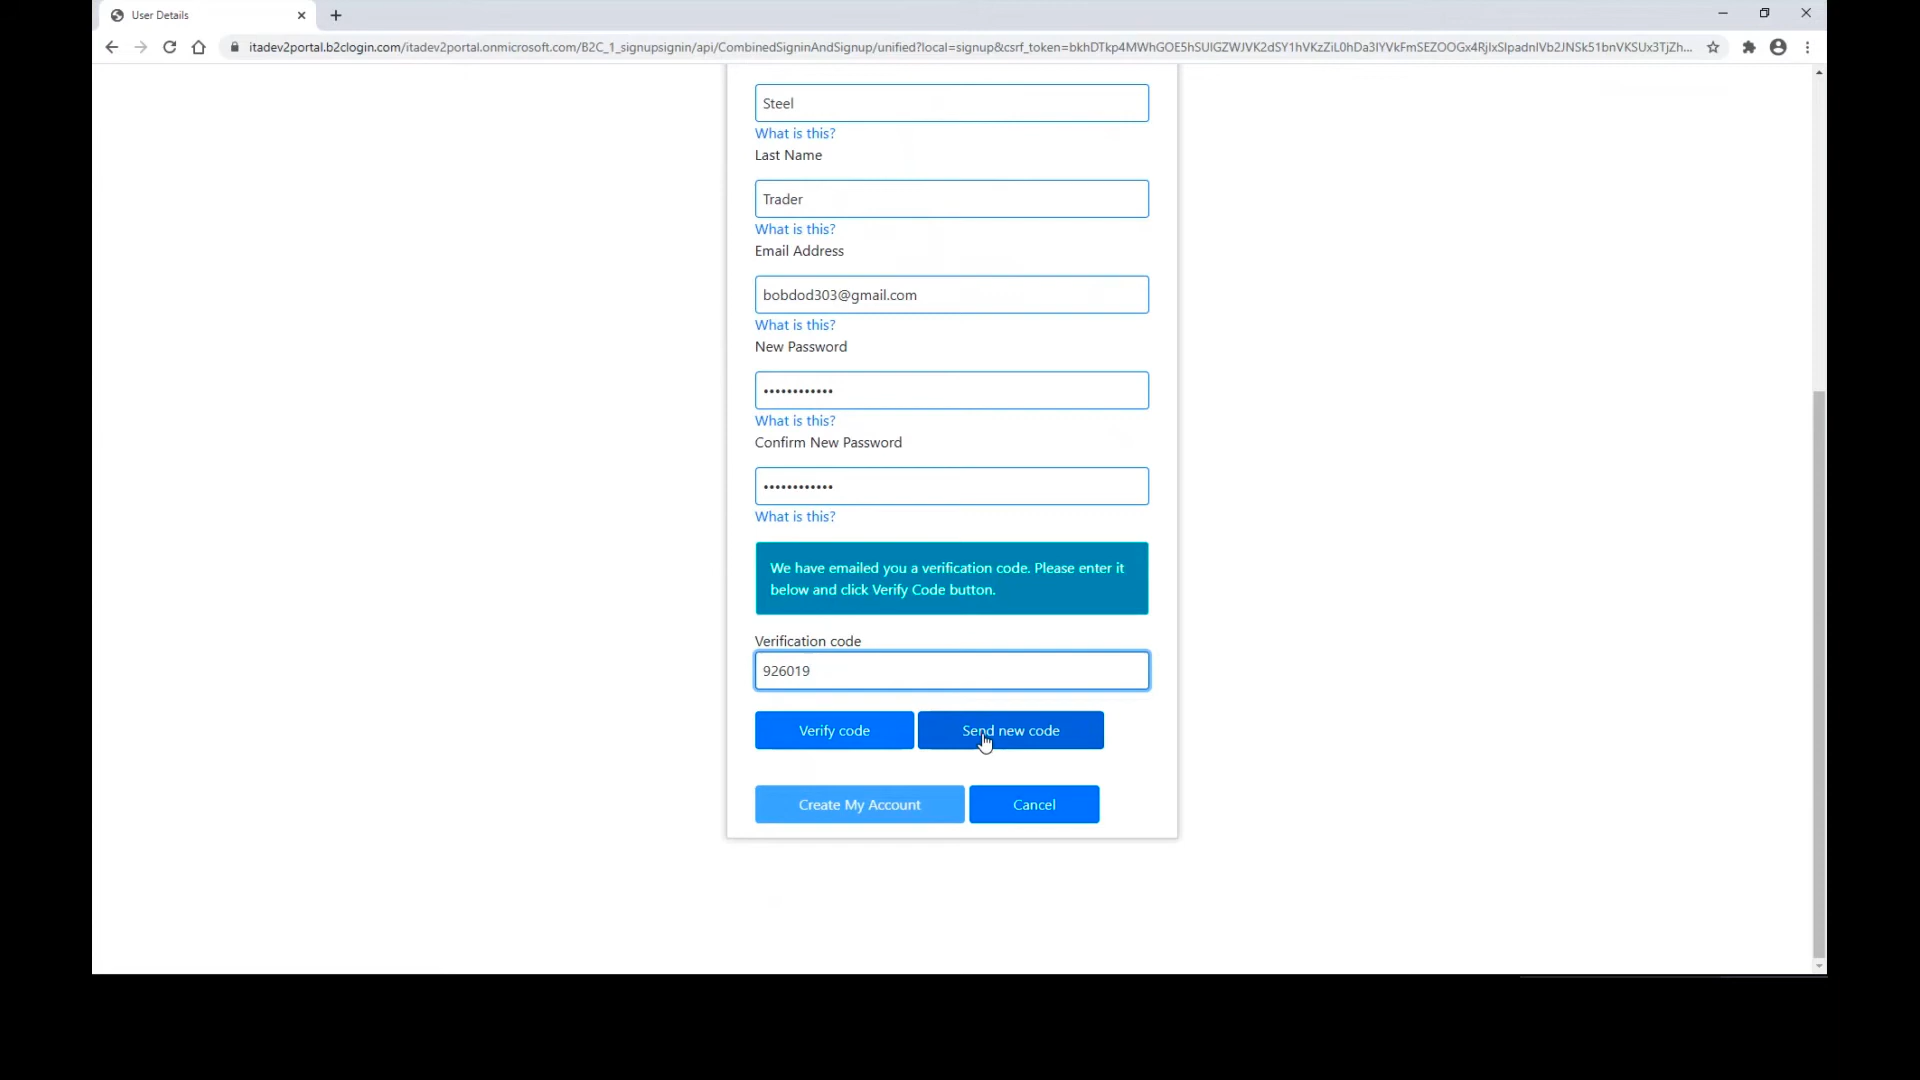 User Details
itadev2portal.b2clogin.com/itadev2portal.onmicrosoft.com/B2C_1_signupsignin/api/CombinedSigninAndSignup/unified?local=signup&csrf_token=
Steel
What is this?
Last Name
Trader
What is this?
Email Address
bobdod303@gmail.com
What is this?
New Password
••••••••••••
What is this?
Confirm New Password
••••••••••••
What is this?
We have emailed you a verification code. Please enter it
below and click Verify Code button.
Verification code
926019
Verify code
Send new code
Create My Account
Cancel